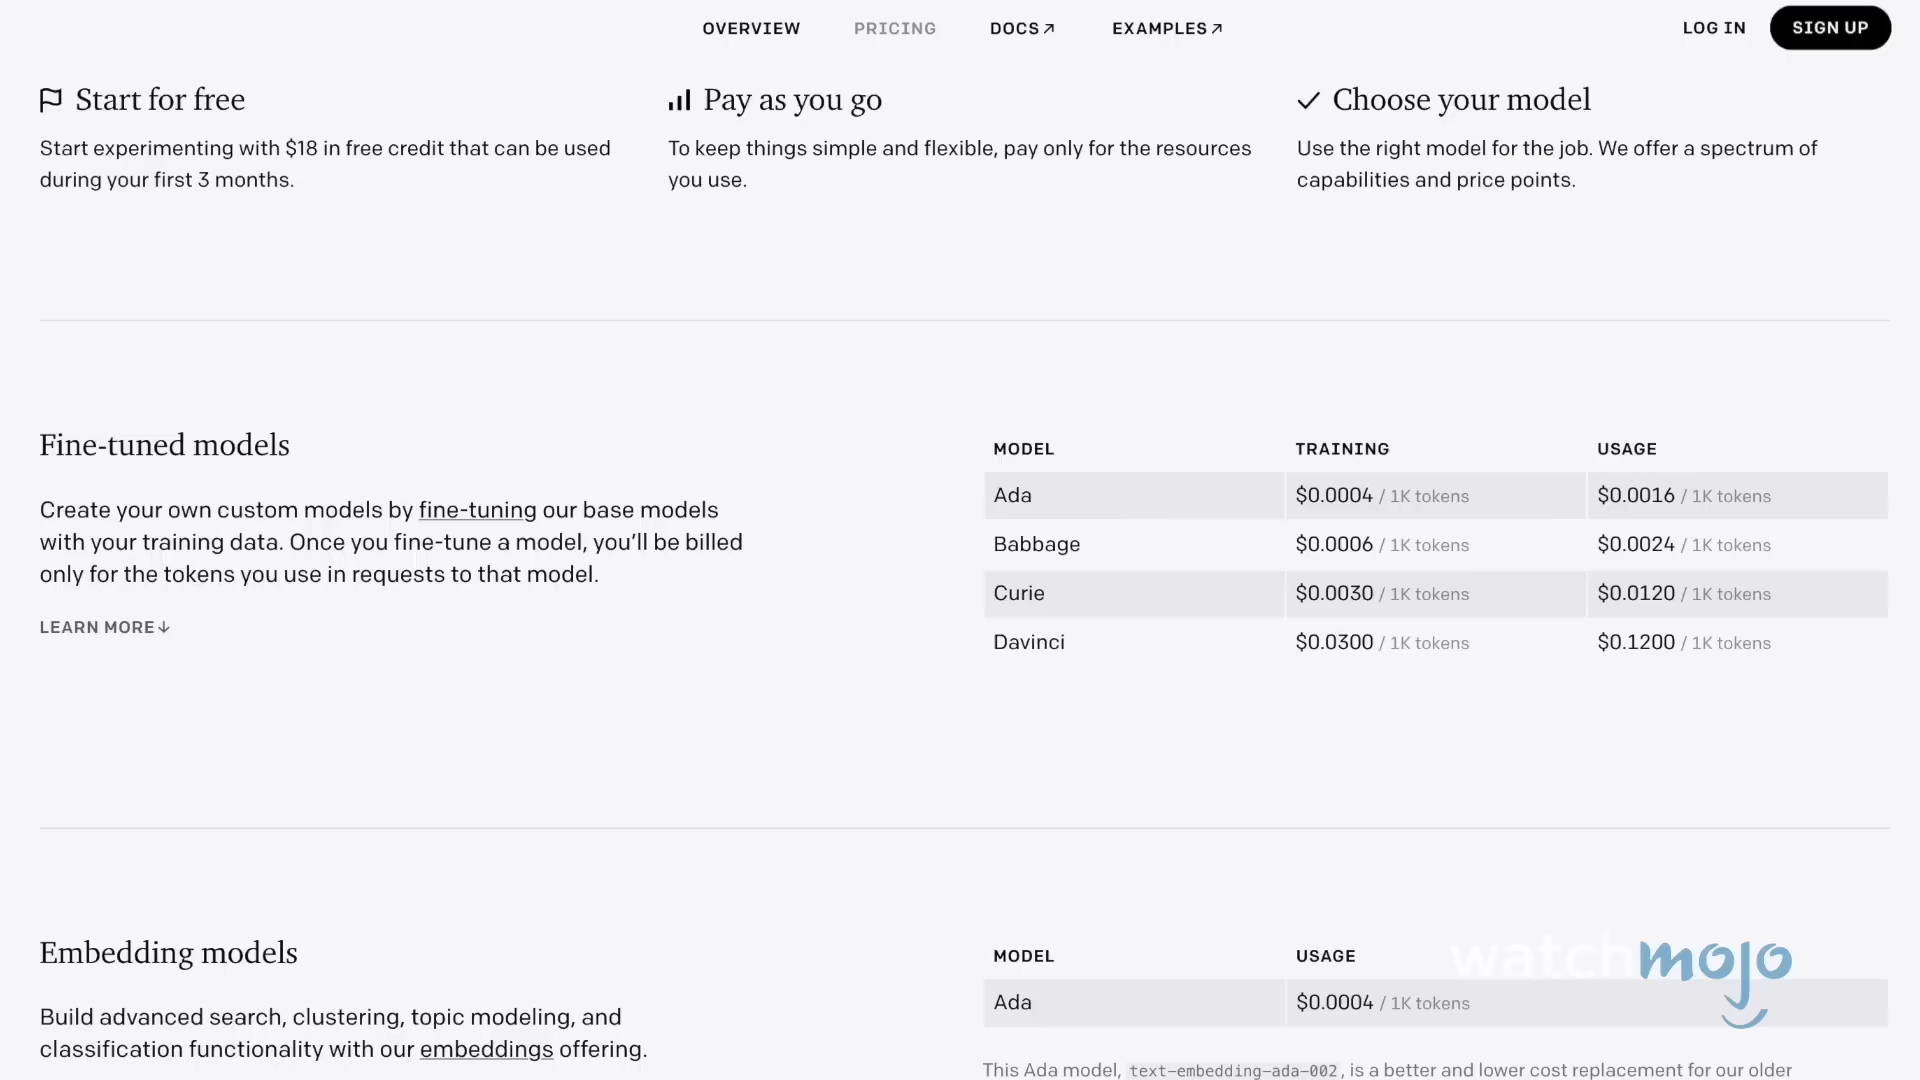 OVERVIEW PRICING DOCS↗ EXAMPLES↗ LOG IN SIGN UP
Start for free
Start experimenting with $18 in free credit that can be used
during your first 3 months.
Pay as you go
To keep things simple and flexible, pay only for the resources
you use.
Choose your model
Use the right model for the job. We offer a spectrum of
capabilities and price points.
Fine-tuned models
Create your own custom models by fine-tuning our base models
with your training data. Once you fine-tune a model, you’ll be billed
only for the tokens you use in requests to that model.
LEARN MORE↓
MODEL TRAINING USAGE
Ada $0.0004 / 1K tokens $0.0016 / 1K tokens
Babbage $0.0006 / 1K tokens $0.0024 / 1K tokens
Curie $0.0030 / 1K tokens $0.0120 / 1K tokens
Davinci $0.0300 / 1K tokens $0.1200 / 1K tokens
Embedding models
Build advanced search, clustering, topic modeling, and
classification functionality with our embeddings offering.
MODEL USAGE
Ada $0.0004 / 1K tokens
This Ada model, text-embedding-ada-002, is a better and lower cost replacement for our older
watchmojo